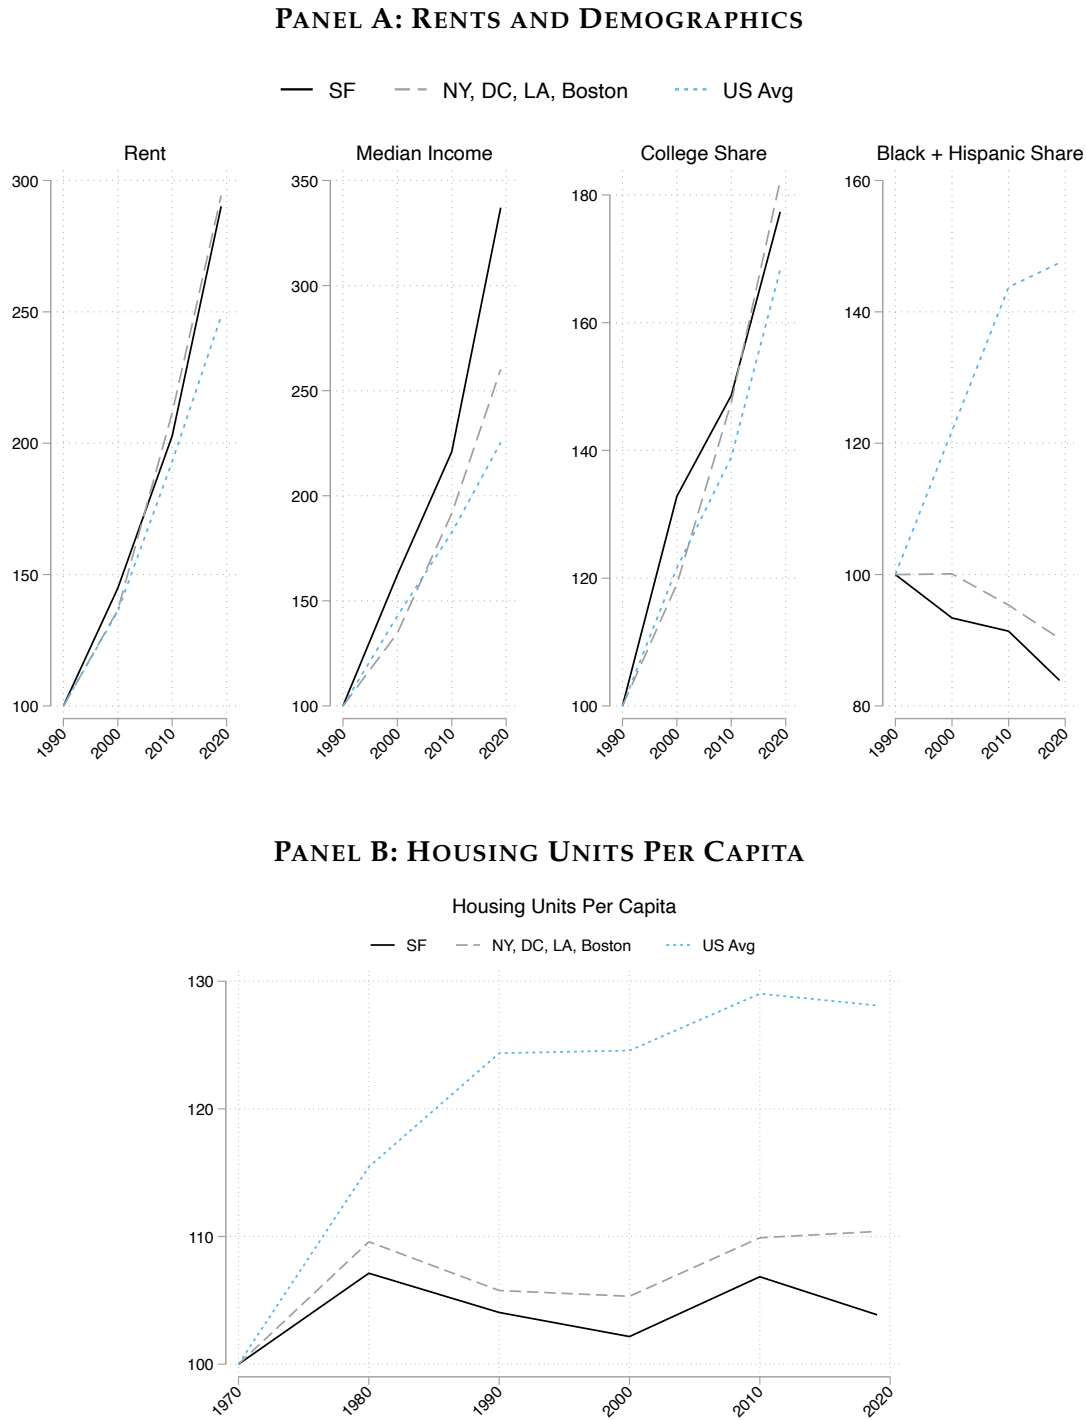 PANEL A: RENTS AND DEMOGRAPHICS
SF NY, DC, LA, Boston US Avg
Rent
300
250
200
150
100
1990 2000 2010 2020
Median Income
350
300
250
200
150
100
1990 2000 2010 2020
College Share
180
160
140
120
100
1990 2000 2010 2020
Black + Hispanic Share
160
140
120
100
80
1990 2000 2010 2020
PANEL B: HOUSING UNITS PER CAPITA
Housing Units Per Capita
SF NY, DC, LA, Boston US Avg
130
120
110
100
1970 1980 1990 2000 2010 2020